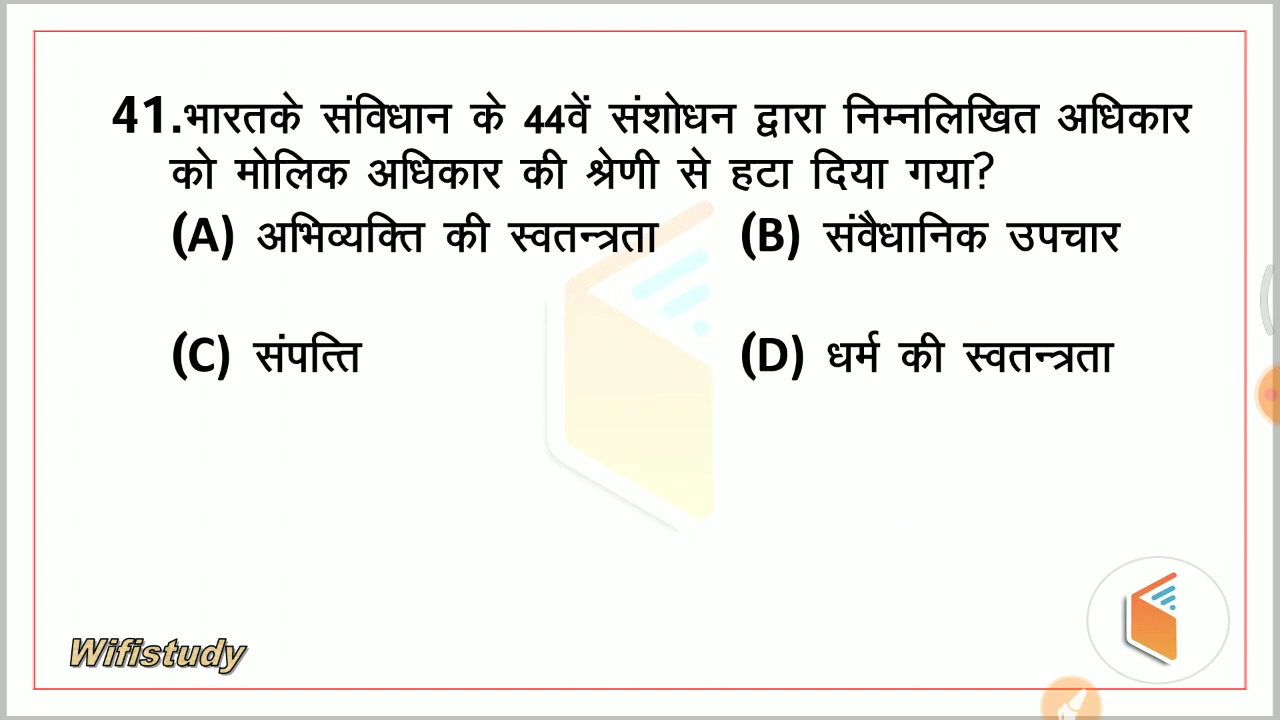 41.भारतके संविधान के 44वें संशोधन द्वारा निम्नलिखित अधिकार
को मोलिक अधिकार की श्रेणी से हटा दिया गया?
(A) अभिव्यक्ति की स्वतन्त्रता (B) संवैधानिक उपचार
(C) संपत्ति (D) धर्म की स्वतन्त्रता
Wifistudy